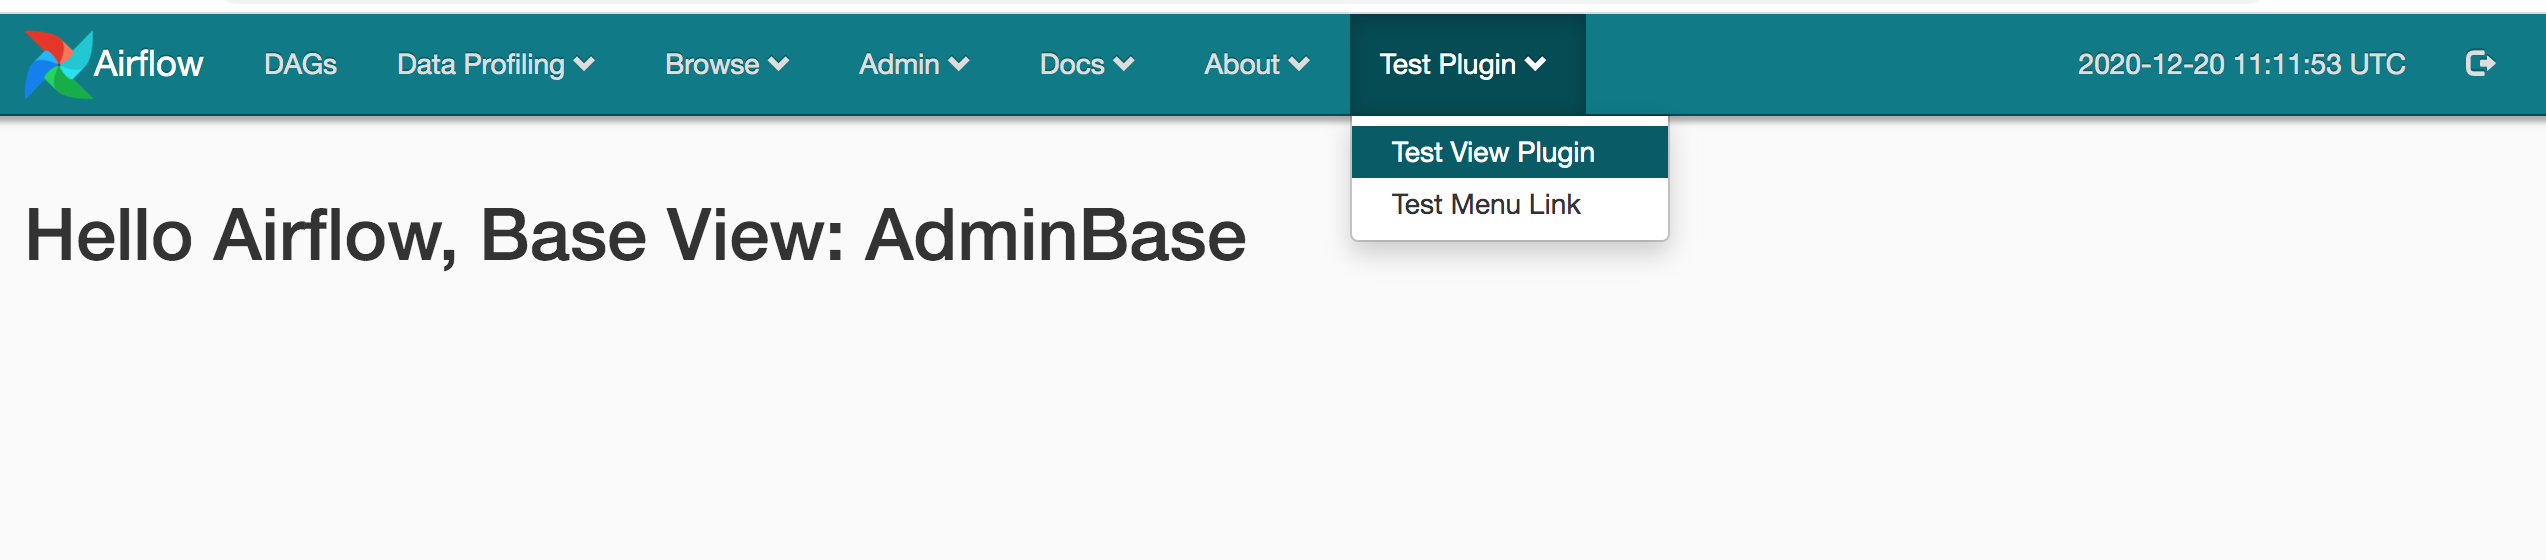 Airflow DAGs Data Profiling Browse Admin Docs About Test Plugin 2020-12-20 11:11:53 UTC
Test View Plugin
Test Menu Link
Hello Airflow, Base View: AdminBase